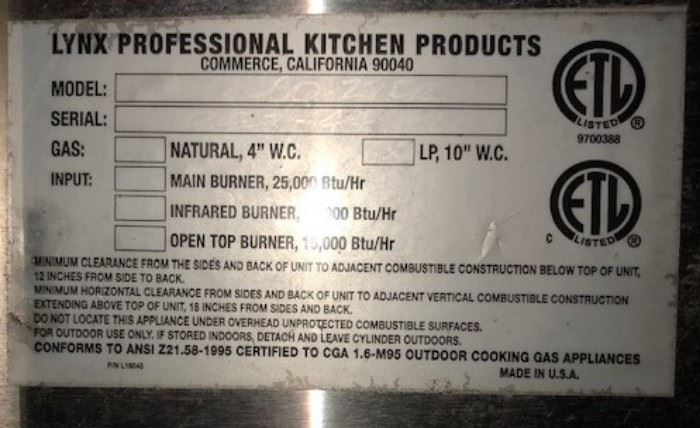 LYNX PROFESSIONAL KITCHEN PRODUCTS
COMMERCE, CALIFORNIA 90040
MODEL:
SERIAL:
GAS: NATURAL, 4" W.C. LP, 10" W.C.
INPUT: MAIN BURNER, 25,000 Btu/Hr
INFRARED BURNER, 000 Btu/Hr
OPEN TOP BURNER, Btu/Hr
ETL
LISTED ®
9700388
ETL
C LISTED ®
MINIMUM CLEARANCE FROM THE SIDES AND BACK OF UNIT TO ADJACENT COMBUSTIBLE CONSTRUCTION BELOW TOP OF UNIT,
12 INCHES FROM SIDE TO BACK.
MINIMUM HORIZONTAL CLEARANCE FROM SIDES AND BACK OF UNIT TO ADJACENT VERTICAL COMBUSTIBLE CONSTRUCTION
EXTENDING ABOVE TOP OF UNIT, 18 INCHES FROM SIDES AND BACK.
DO NOT LOCATE THIS APPLIANCE UNDER OVERHEAD UNPROTECTED COMBUSTIBLE SURFACES.
FOR OUTDOOR USE ONLY. IF STORED INDOORS, DETACH AND LEAVE CYLINDER OUTDOORS.
CONFORMS TO ANSI Z21.58-1995 CERTIFIED TO CGA 1.6-M95 OUTDOOR COOKING GAS APPLIANCES
P/N MADE IN U.S.A.